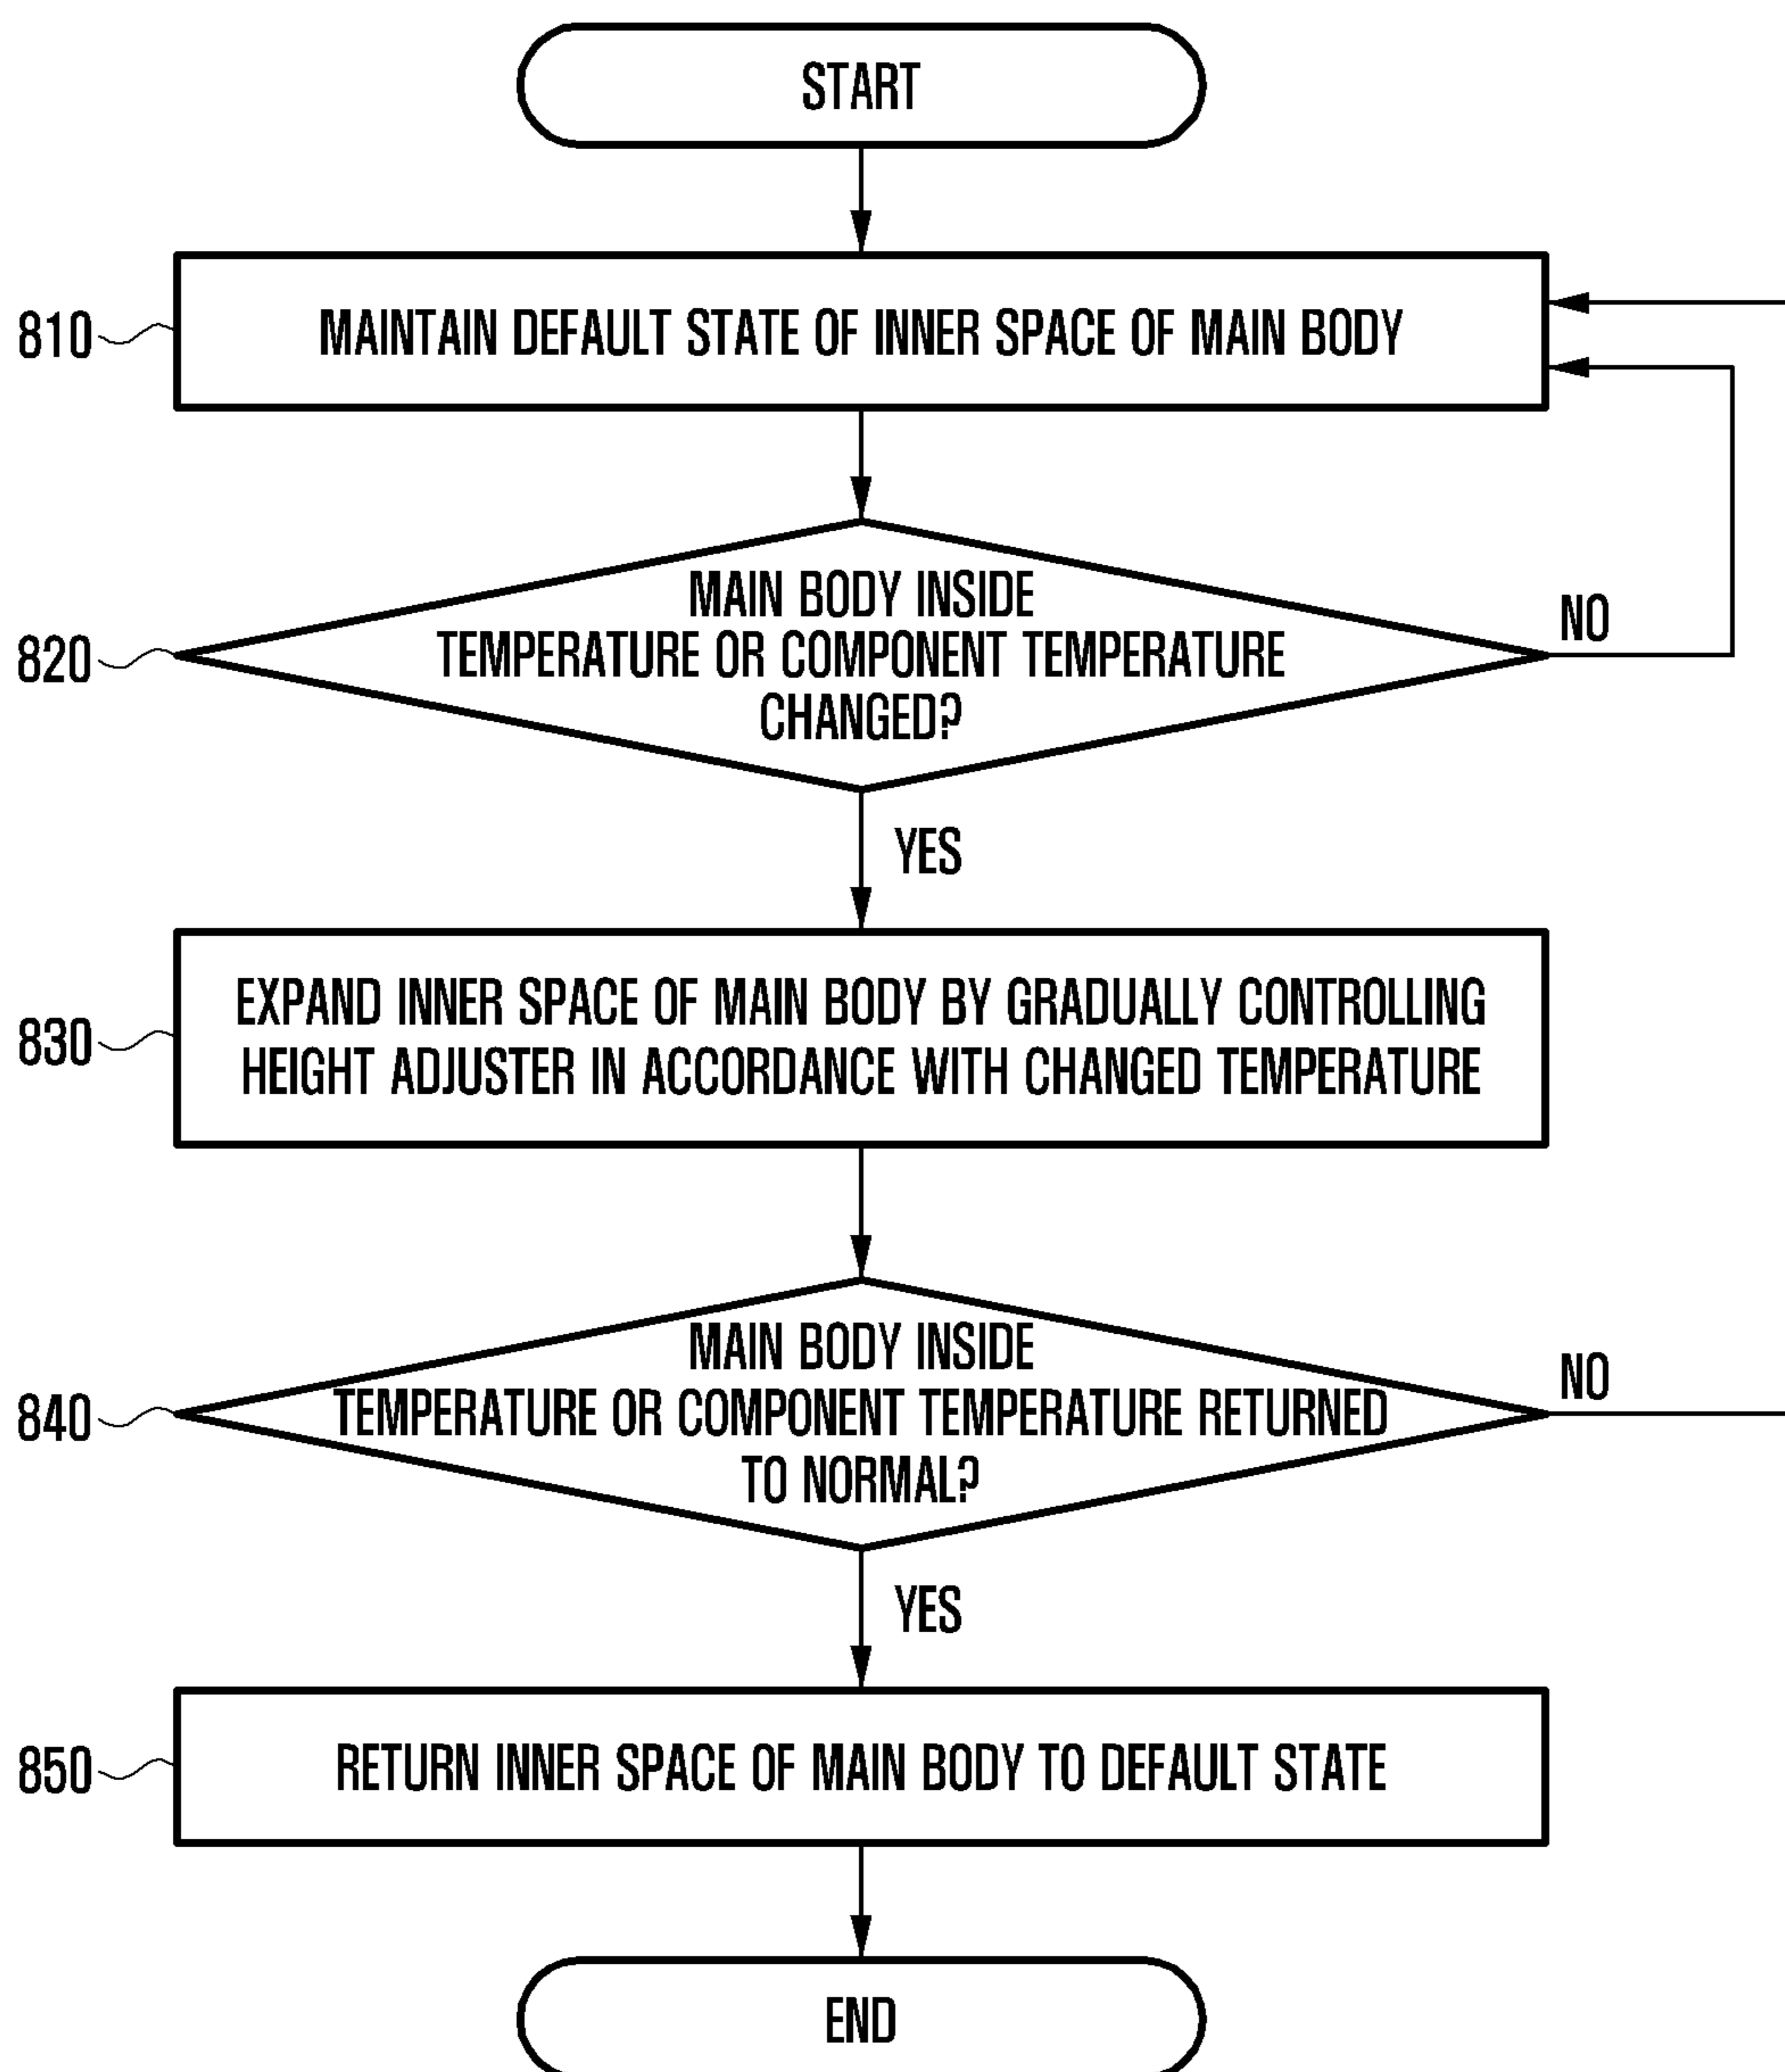 START
810
MAINTAIN DEFAULT STATE OF INNER SPACE OF MAIN BODY
820
MAIN BODY INSIDE
TEMPERATURE OR COMPONENT TEMPERATURE
CHANGED?
NO
YES
830
EXPAND INNER SPACE OF MAIN BODY BY GRADUALLY CONTROLLING
HEIGHT ADJUSTER IN ACCORDANCE WITH CHANGED TEMPERATURE
840
MAIN BODY INSIDE
TEMPERATURE OR COMPONENT TEMPERATURE RETURNED
TO NORMAL?
NO
YES
850
RETURN INNER SPACE OF MAIN BODY TO DEFAULT STATE
END